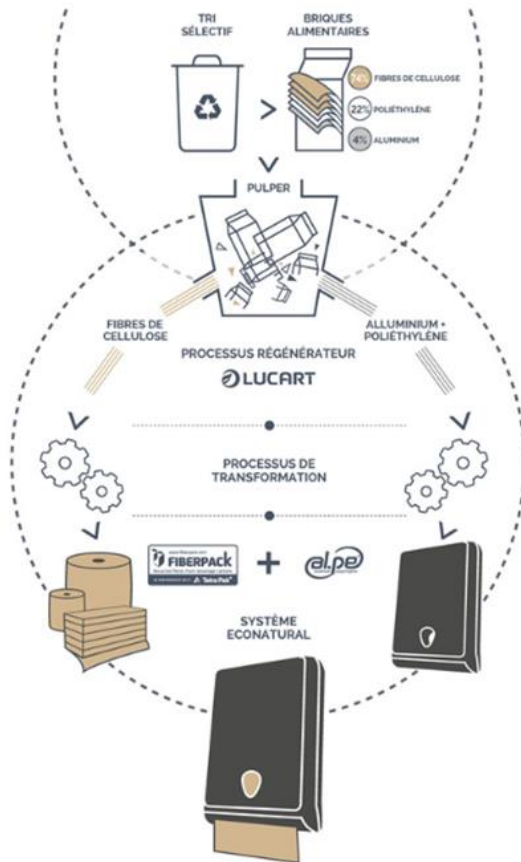 TRI
SÉLECTIF
BRIQUES
ALIMENTAIRES
74% FIBRES DE CELLULOSE
22% POLIÉTHYLÈNE
4% ALUMINIUM
PULPER
FIBRES DE
CELLULOSE
ALLUMINIUM +
POLIÉTHYLÈNE
PROCESSUS RÉGÉNÉRATEUR
LUCART
PROCESSUS DE
TRANSFORMATION
FIBERPACK
Tetra Pak
+
al.pe
SYSTÈME
ECONATURAL